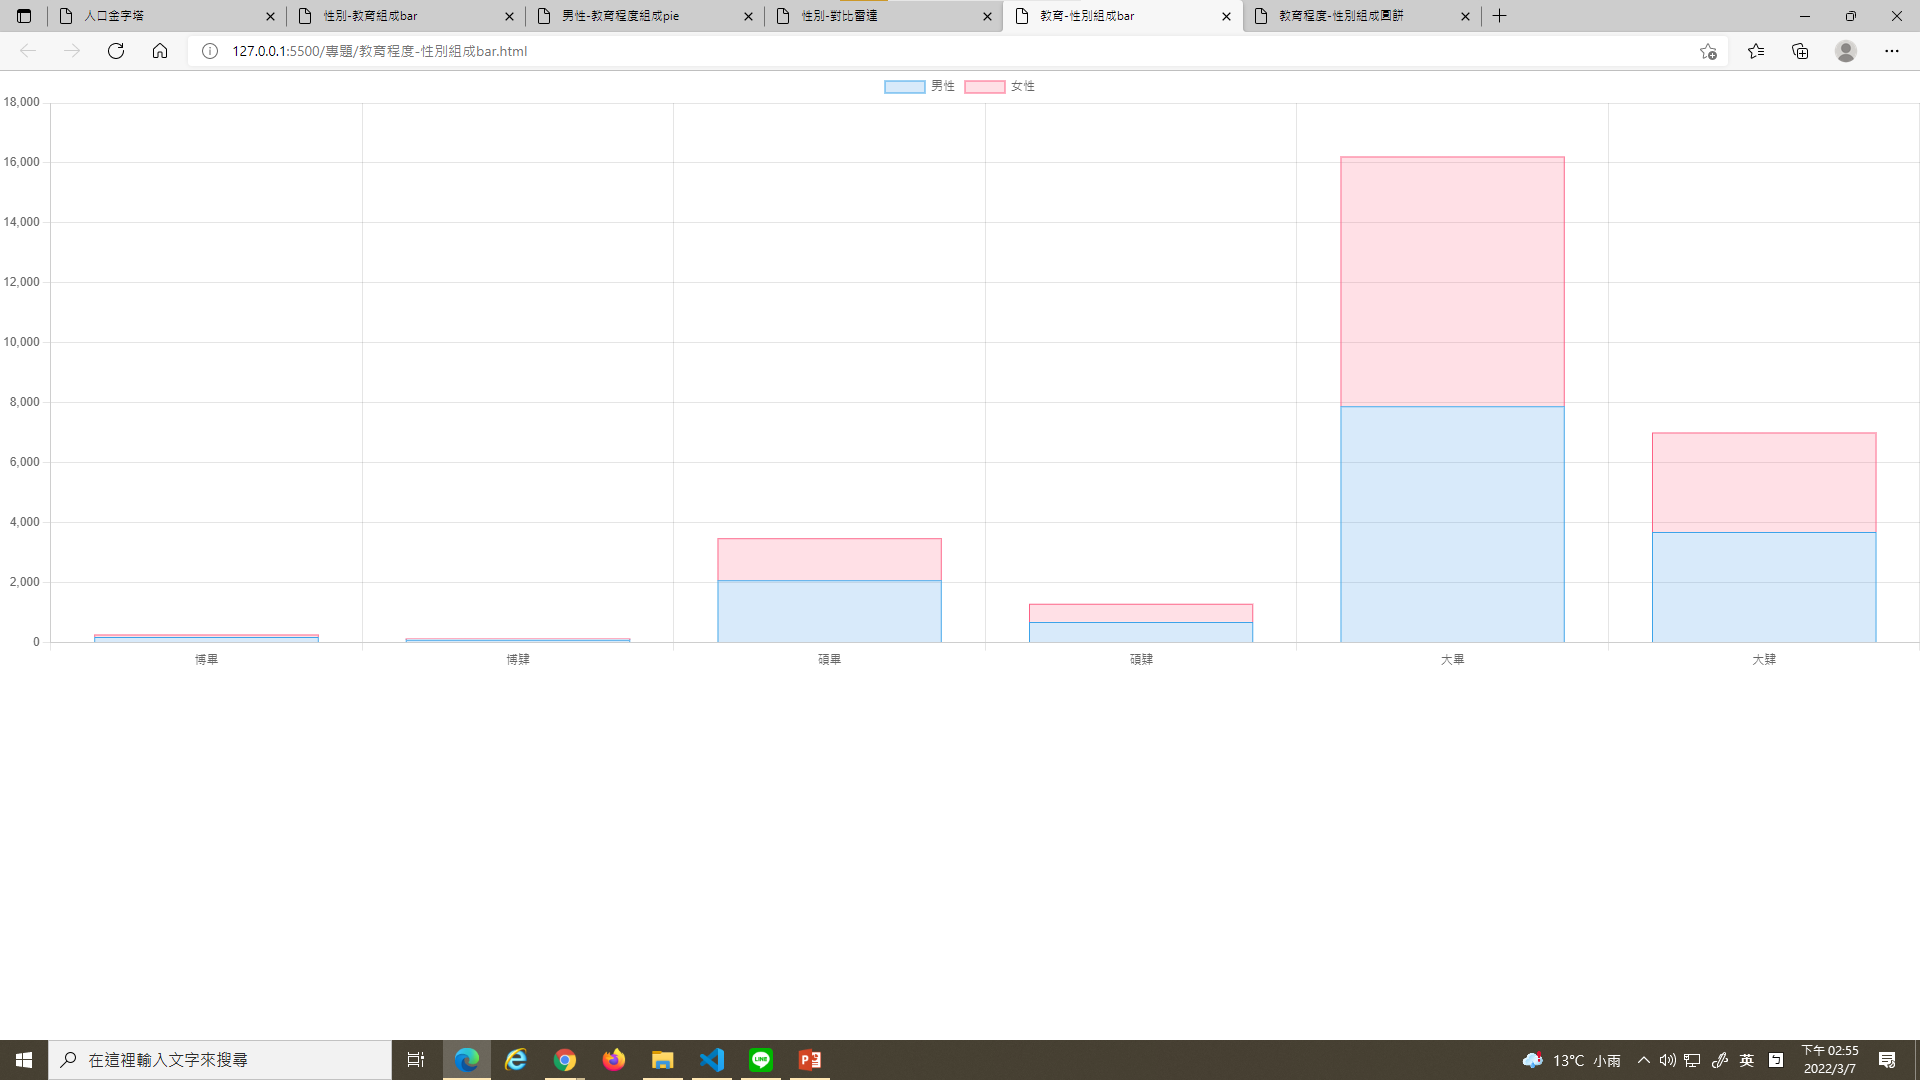 人口金字塔
性別-教育組成bar
男性-教育程度組成pie
性別-對比雷達
教育-性別組成bar
教育程度-性別組成圓餅
127.0.0.1:5500/專題/教育程度-性別組成bar.html
男性
女性
18,000
16,000
14,000
12,000
10,000
8,000
6,000
4,000
2,000
0
博畢
博肄
碩畢
碩肄
大畢
大肄
在這裡輸入文字來搜尋
LINE
13°C 小雨
英
下午 02:55
2022/3/7